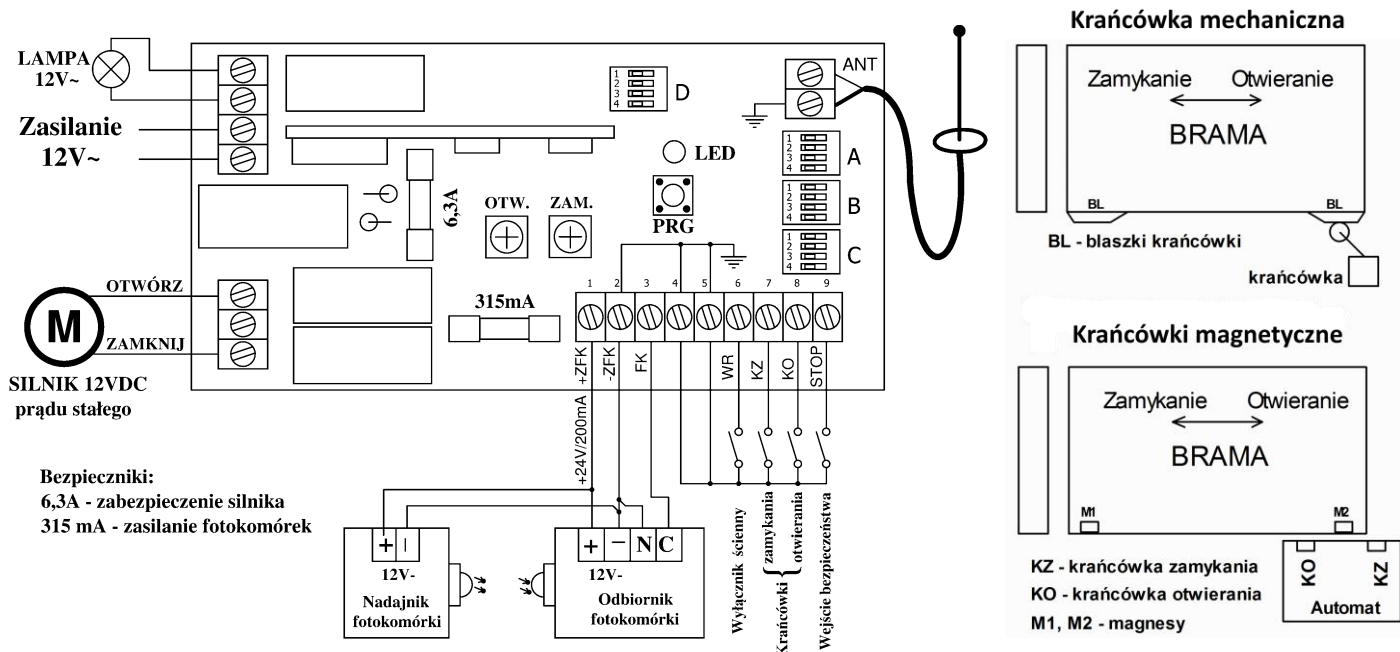 LAMPA
12V~
Zasilanie
12V~
1
2
3
4
D
ANT
LED
PRG
1
2
3
4
A
1
2
3
4
B
1
2
3
4
C
6,3A
OTW.
ZAM.
OTWÓRZ
M
ZAMKNIJ
SILNIK 12VDC
prądu stałego
315mA
1 2 3 4 5 6 7 8 9
+ZFK
-ZFK
FK
WR
KZ
KO
STOP
+24V/200mA
Bezpieczniki:
6,3A - zabezpieczenie silnika
315 mA - zasilanie fotokomórek
+ –
12V-
Nadajnik
fotokomórki
+ – N C
12V-
Odbiornik
fotokomórki
Wyłącznik ścienny
Krańcówki
zamykania
otwierania
Wejście bezpieczeństwa
Krańcówka mechaniczna
Zamykanie Otwieranie
BRAMA
BL BL
BL - blaszki krańcówki
krańcówka
Krańcówki magnetyczne
Zamykanie Otwieranie
BRAMA
M1 M2
KZ - krańcówka zamykania
KO - krańcówka otwierania
M1, M2 - magnesy
KO KZ
Automat